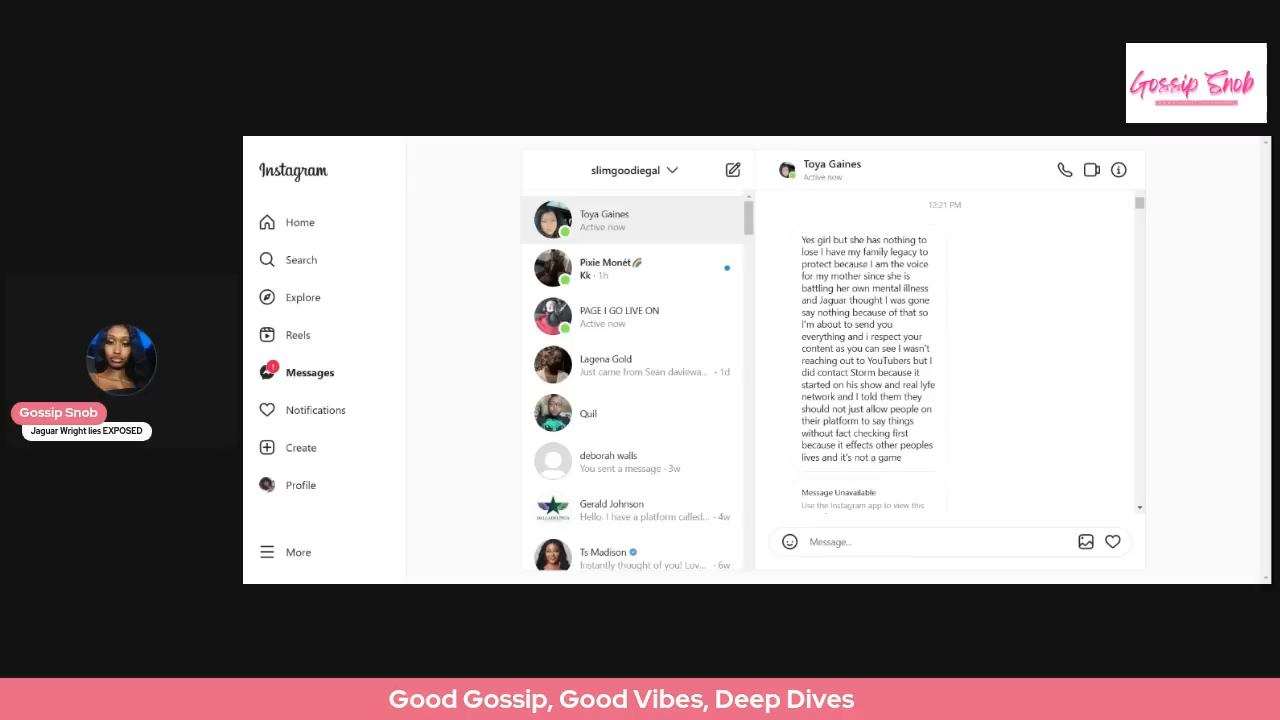 Gossip Snob
Instagram
Home
Search
Explore
Reels
1
Messages
Notifications
Create
Profile
More
slimgoodiegal
Toya Gaines
Active now
Pixie Monét🌈
Kk · 1h
PAGE I GO LIVE ON
Active now
Lagena Gold
Just came from Sean daviewa... · 1d
Quil
deborah walls
You sent a message · 3w
Gerald Johnson
Hello. I have a platform called... · 4w
Ts Madison
Instantly thought of you! Lov... · 6w
Toya Gaines
Active now
12:21 PM
Yes girl but she has nothing to
lose I have my family legacy to
protect because I am the voice
for my mother since she is
battling her own mental illness
and Jaguar thought I was gone
say nothing because of that so
I'm about to send you
everything and i respect your
content as you can see I wasn't
reaching out to YouTubers but I
did contact Storm because it
started on his show and real lyfe
network and I told them they
should not just allow people on
their platform to say things
without fact checking first
because it effects other peoples
lives and it's not a game
Message Unavailable
Use the Instagram app to view this
Message...
Gossip Snob
Jaguar Wright lies EXPOSED
Good Gossip, Good Vibes, Deep Dives